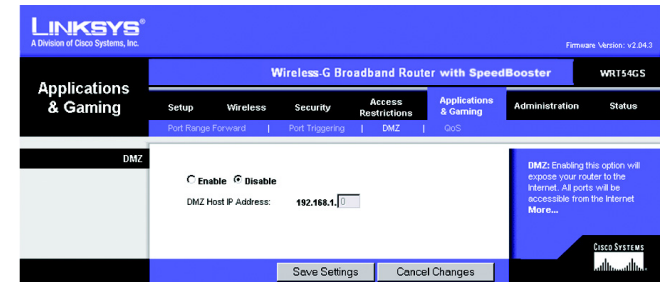 LINKSYS®
A Division of Cisco Systems, Inc.
Firmware Version: v2.04.3
Wireless-G Broadband Router with SpeedBooster WRT54GS
Applications & Gaming
Setup Wireless Security Access Restrictions Applications & Gaming Administration Status
Port Range Forward | Port Triggering | DMZ | QoS
DMZ
Enable Disable
DMZ Host IP Address: 192.168.1. 0
DMZ: Enabling this option will
expose your router to the
Internet. All ports will be
accessible from the Internet
More...
CISCO SYSTEMS
Save Settings Cancel Changes